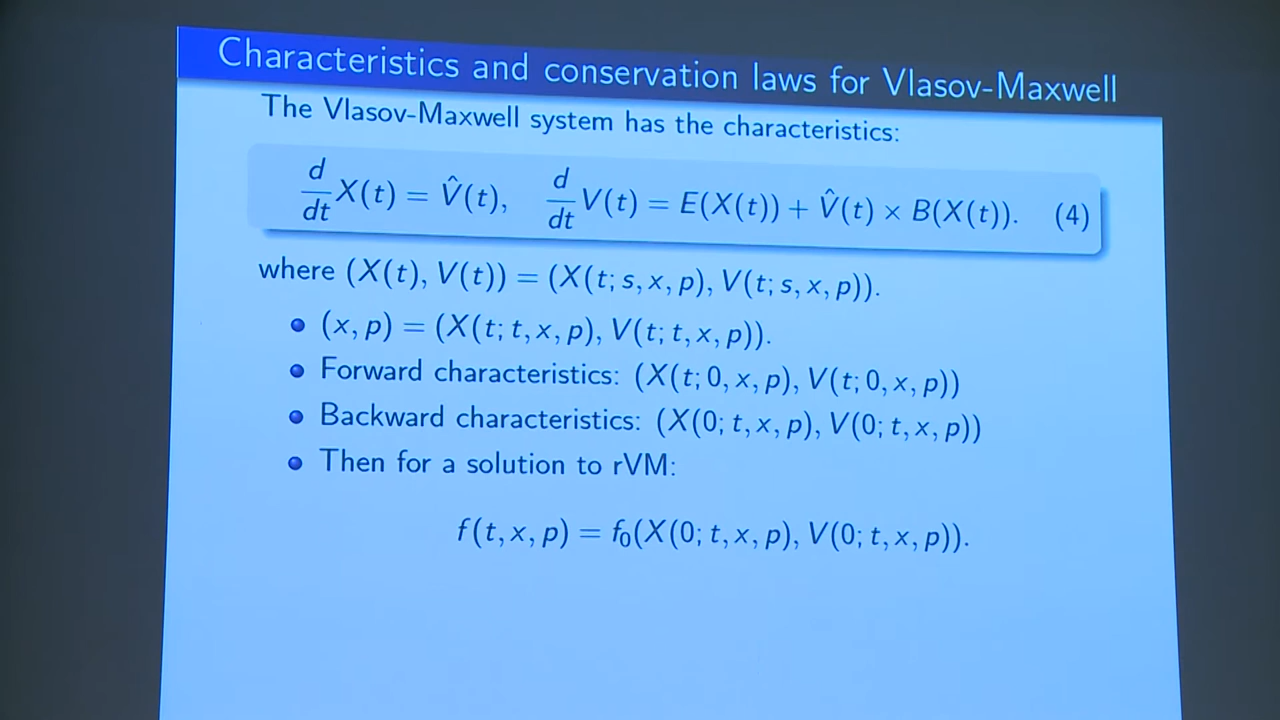 Characteristics and conservation laws for Vlasov-Maxwell
The Vlasov-Maxwell system has the characteristics:
d/dt X(t) = V̂(t), d/dt V(t) = E(X(t)) + V̂(t) × B(X(t)). (4)
where (X(t), V(t)) = (X(t; s, x, p), V(t; s, x, p)).
• (x, p) = (X(t; t, x, p), V(t; t, x, p)).
• Forward characteristics: (X(t; 0, x, p), V(t; 0, x, p))
• Backward characteristics: (X(0; t, x, p), V(0; t, x, p))
• Then for a solution to rVM:
f(t, x, p) = f₀(X(0; t, x, p), V(0; t, x, p)).